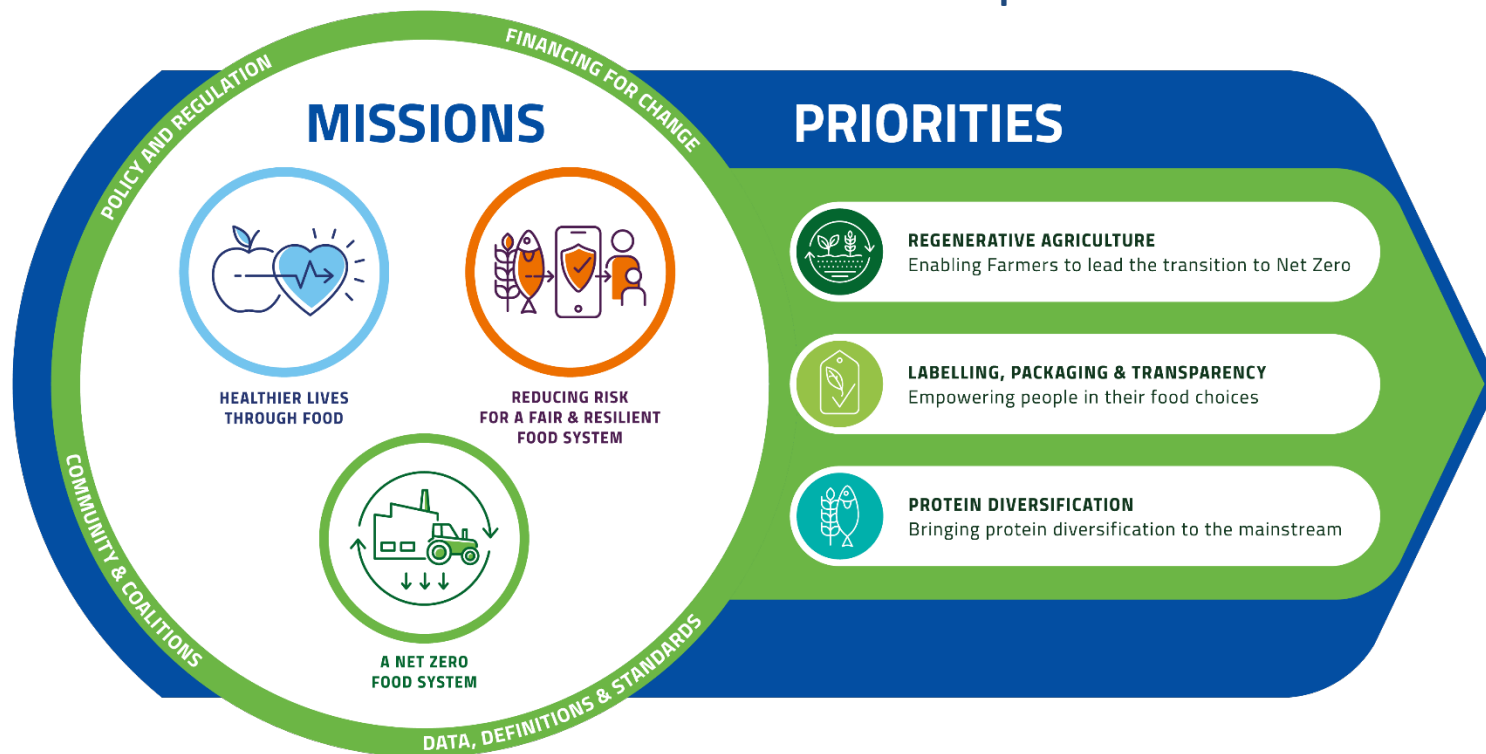 POLICY AND REGULATION
FINANCING FOR CHANGE
MISSIONS
HEALTHIER LIVES
THROUGH FOOD
REDUCING RISK
FOR A FAIR & RESILIENT
FOOD SYSTEM
A NET ZERO
FOOD SYSTEM
COMMUNITY & COALITIONS
DATA, DEFINITIONS & STANDARDS
PRIORITIES
REGENERATIVE AGRICULTURE
Enabling Farmers to lead the transition to Net Zero
LABELLING, PACKAGING & TRANSPARENCY
Empowering people in their food choices
PROTEIN DIVERSIFICATION
Bringing protein diversification to the mainstream